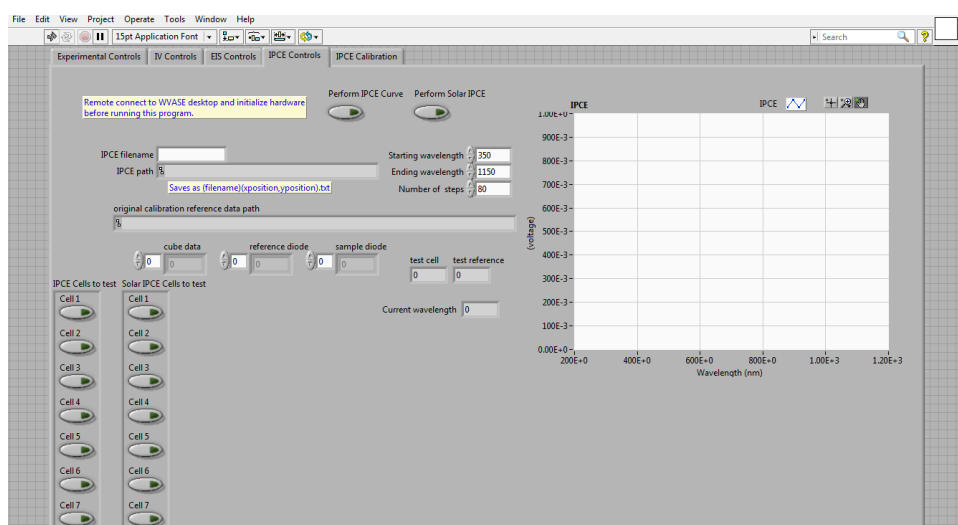 File Edit View Project Operate Tools Window Help
15pt Application Font
Search
Experimental Controls IV Controls EIS Controls IPCE Controls IPCE Calibration
Remote connect to WVASE desktop and initialize hardware
before running this program.
Perform IPCE Curve Perform Solar IPCE
IPCE filename
IPCE path
Saves as (filename)(xposition,yposition).txt
Starting wavelength 350
Ending wavelength 1150
Number of steps 80
original calibration reference data path
cube data reference diode sample diode
0 0 0 0 0 0
test cell test reference
0 0
Current wavelength 0
IPCE Cells to test Solar IPCE Cells to test
Cell 1 Cell 1
Cell 2 Cell 2
Cell 3 Cell 3
Cell 4 Cell 4
Cell 5 Cell 5
Cell 6 Cell 6
Cell 7 Cell 7
IPCE IPCE
1.00E+0
900E-3
800E-3
700E-3
600E-3
500E-3
400E-3
300E-3
200E-3
100E-3
0.00E+0
(voltage)
200E+0 400E+0 600E+0 800E+0 1.00E+3 1.20E+3
Wavelength (nm)